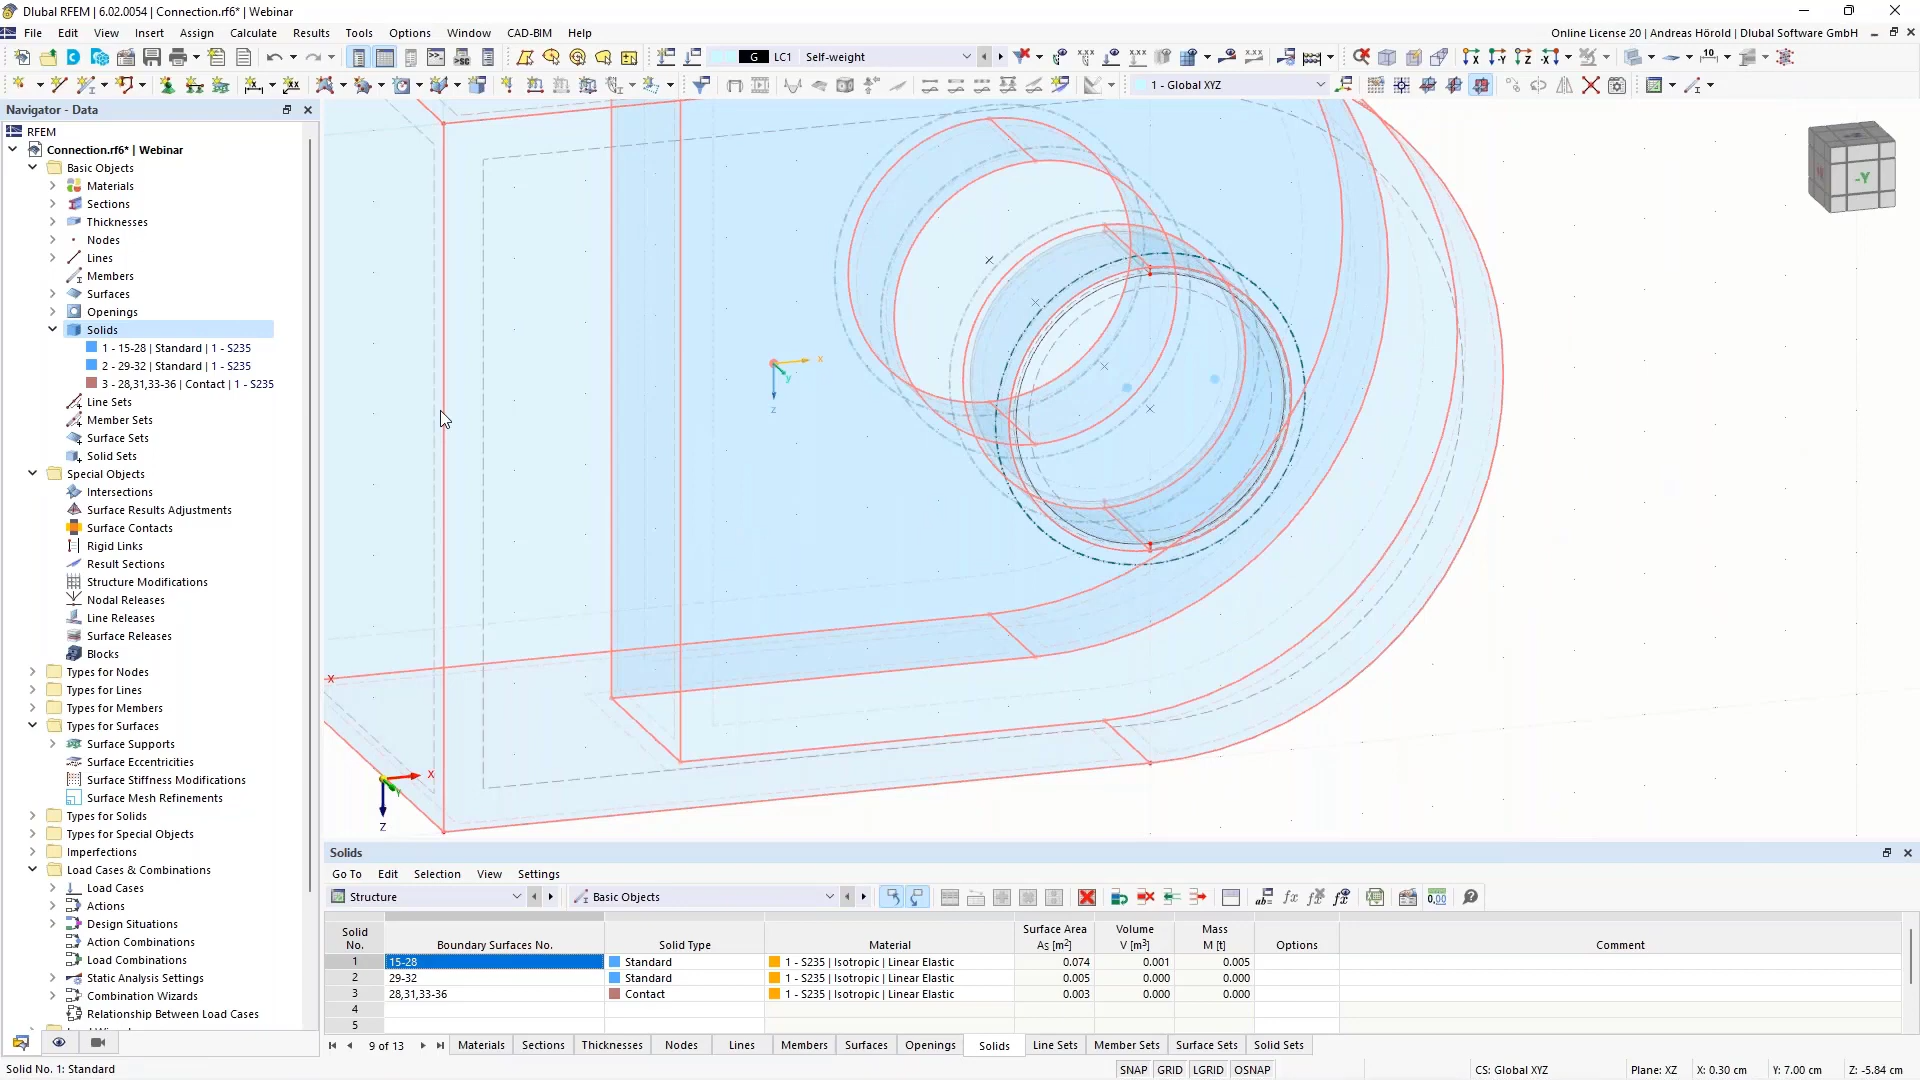 Dlubal RFEM | 6.02.0054 | Connection.rf6* | Webinar
File Edit View Insert Assign Calculate Results Tools Options Window CAD-BIM Help
Online License 20 | Andreas Hörold | Dlubal Software GmbH
G LC1 Self-weight
1 - Global XYZ
Navigator - Data
RFEM
Connection.rf6* | Webinar
Basic Objects
Materials
Sections
Thicknesses
Nodes
Lines
Members
Surfaces
Openings
Solids
1 - 15-28 | Standard | 1 - S235
2 - 29-32 | Standard | 1 - S235
3 - 28,31,33-36 | Contact | 1 - S235
Line Sets
Member Sets
Surface Sets
Solid Sets
Special Objects
Intersections
Surface Results Adjustments
Surface Contacts
Rigid Links
Result Sections
Structure Modifications
Nodal Releases
Line Releases
Surface Releases
Blocks
Types for Nodes
Types for Lines
Types for Members
Types for Surfaces
Surface Supports
Surface Eccentricities
Surface Stiffness Modifications
Surface Mesh Refinements
Types for Solids
Types for Special Objects
Imperfections
Load Cases & Combinations
Load Cases
Actions
Design Situations
Action Combinations
Load Combinations
Static Analysis Settings
Combination Wizards
Relationship Between Load Cases
-Y
x
y
z
X
X
Y
Z
Solids
Go To Edit Selection View Settings
Structure Basic Objects
Solid No. Boundary Surfaces No. Solid Type Material Surface Area As [m²] Volume V [m³] Mass M [t] Options Comment
1 15-28 Standard 1 - S235 | Isotropic | Linear Elastic 0.074 0.001 0.005
2 29-32 Standard 1 - S235 | Isotropic | Linear Elastic 0.005 0.000 0.000
3 28,31,33-36 Contact 1 - S235 | Isotropic | Linear Elastic 0.003 0.000 0.000
4
5
9 of 13 Materials Sections Thicknesses Nodes Lines Members Surfaces Openings Solids Line Sets Member Sets Surface Sets Solid Sets
Solid No. 1: Standard
SNAP GRID LGRID OSNAP CS: Global XYZ Plane: XZ X: 0.30 cm Y: 7.00 cm Z: -5.84 cm